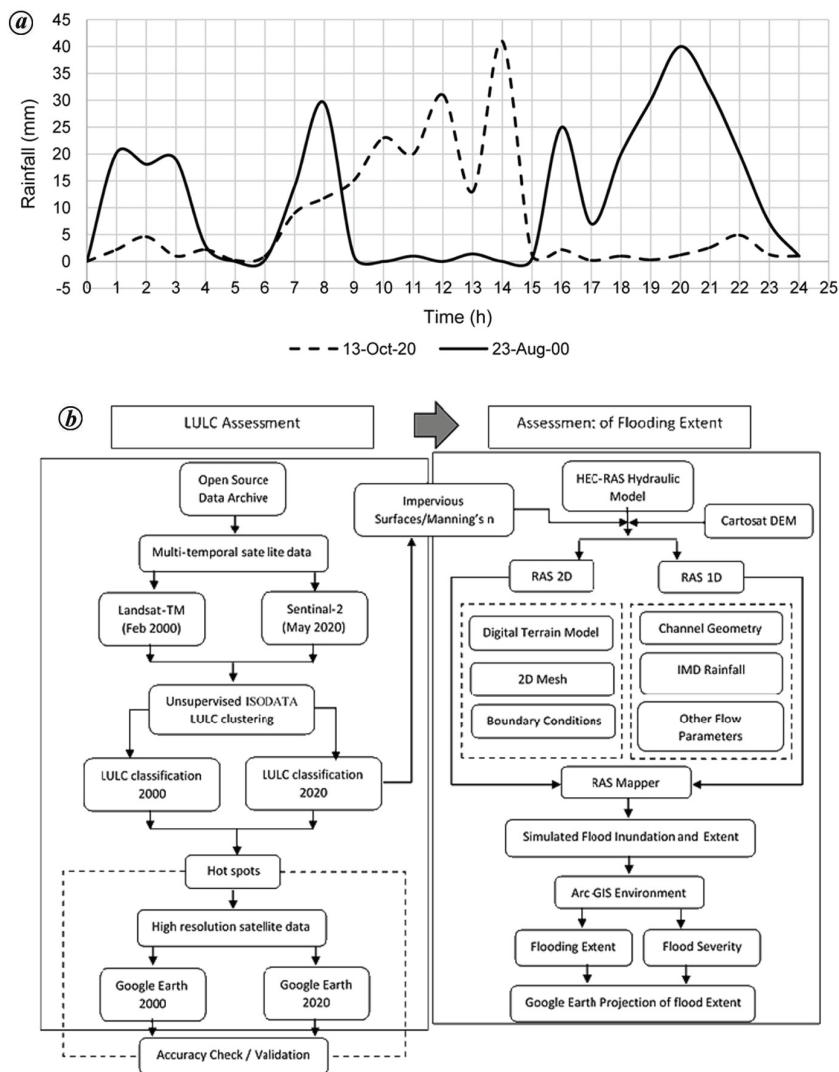 a
45
40
35
30
25
20
15
10
5
0
-5
Rainfall (mm)
0 1 2 3 4 5 6 7 8 9 10 11 12 13 14 15 16 17 18 19 20 21 22 23 24 25
Time (h)
13-Oct-20 23-Aug-00
b
LULC Assessment
Assessment of Flooding Extent
Open Source
Data Archive
Multi-temporal sate lite data
Landsat-TM
(Feb 2000)
Sentinal-2
(May 2020)
Unsupervised ISODATA
LULC clustering
LULC classification
2000
LULC classification
2020
Hot spots
High resolution satellite data
Google Earth
2000
Google Earth
2020
Accuracy Check / Validation
Impervious
Surfaces/Manning's n
HEC-RAS Hydraulic
Model
Cartosat DEM
RAS 2D
RAS 1D
Digital Terrain Model
2D Mesh
Boundary Conditions
Channel Geometry
IMD Rainfall
Other Flow
Parameters
RAS Mapper
Simulated Flood Inundation and Extent
Arc-GIS Environment
Flooding Extent
Flood Severity
Google Earth Projection of flood Extent